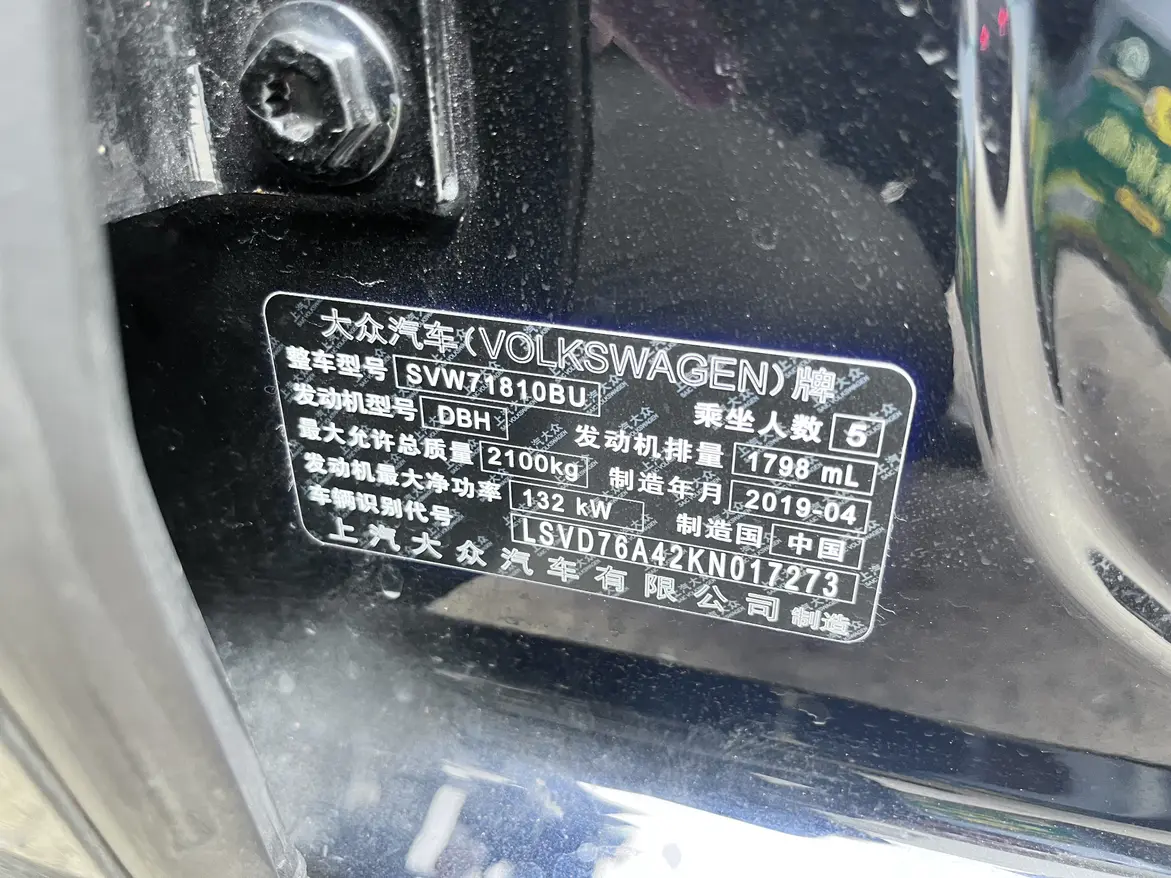 大众汽车(VOLKSWAGEN)牌
整车型号 SVW71810BU 乘坐人数 5
发动机型号 DBH 发动机排量 1798 mL
最大允许总质量 2100kg 制造年月 2019-04
发动机最大净功率 132 kW 制造国 中国
车辆识别代号 LSVD76A42KN017273
上汽大众汽车有限公司 制造